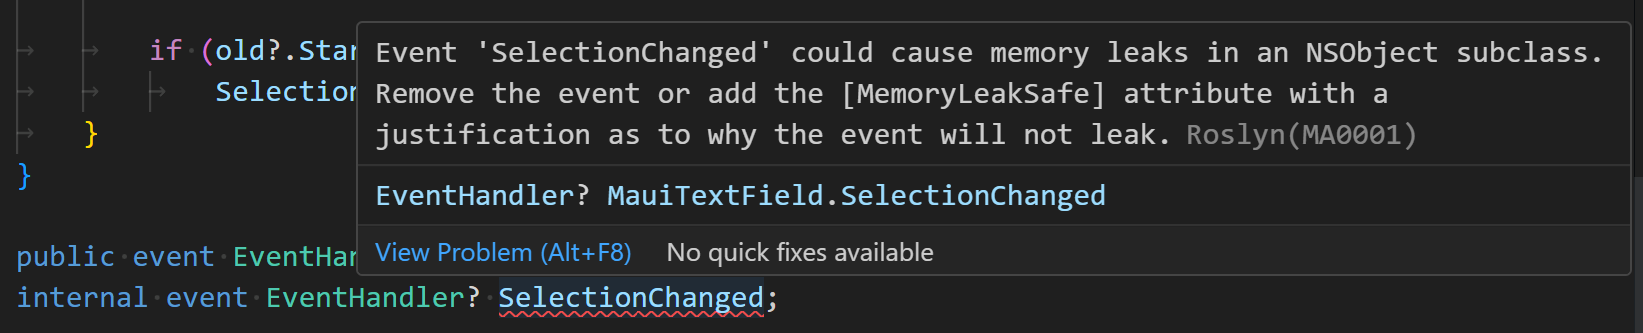 if (old?.Star
Selection
}
}
Event 'SelectionChanged' could cause memory leaks in an NSObject subclass.
Remove the event or add the [MemoryLeakSafe] attribute with a
justification as to why the event will not leak. Roslyn(MA0001)
EventHandler? MauiTextField.SelectionChanged
View Problem (Alt+F8) No quick fixes available
public event EventHan
internal event EventHandler? SelectionChanged;